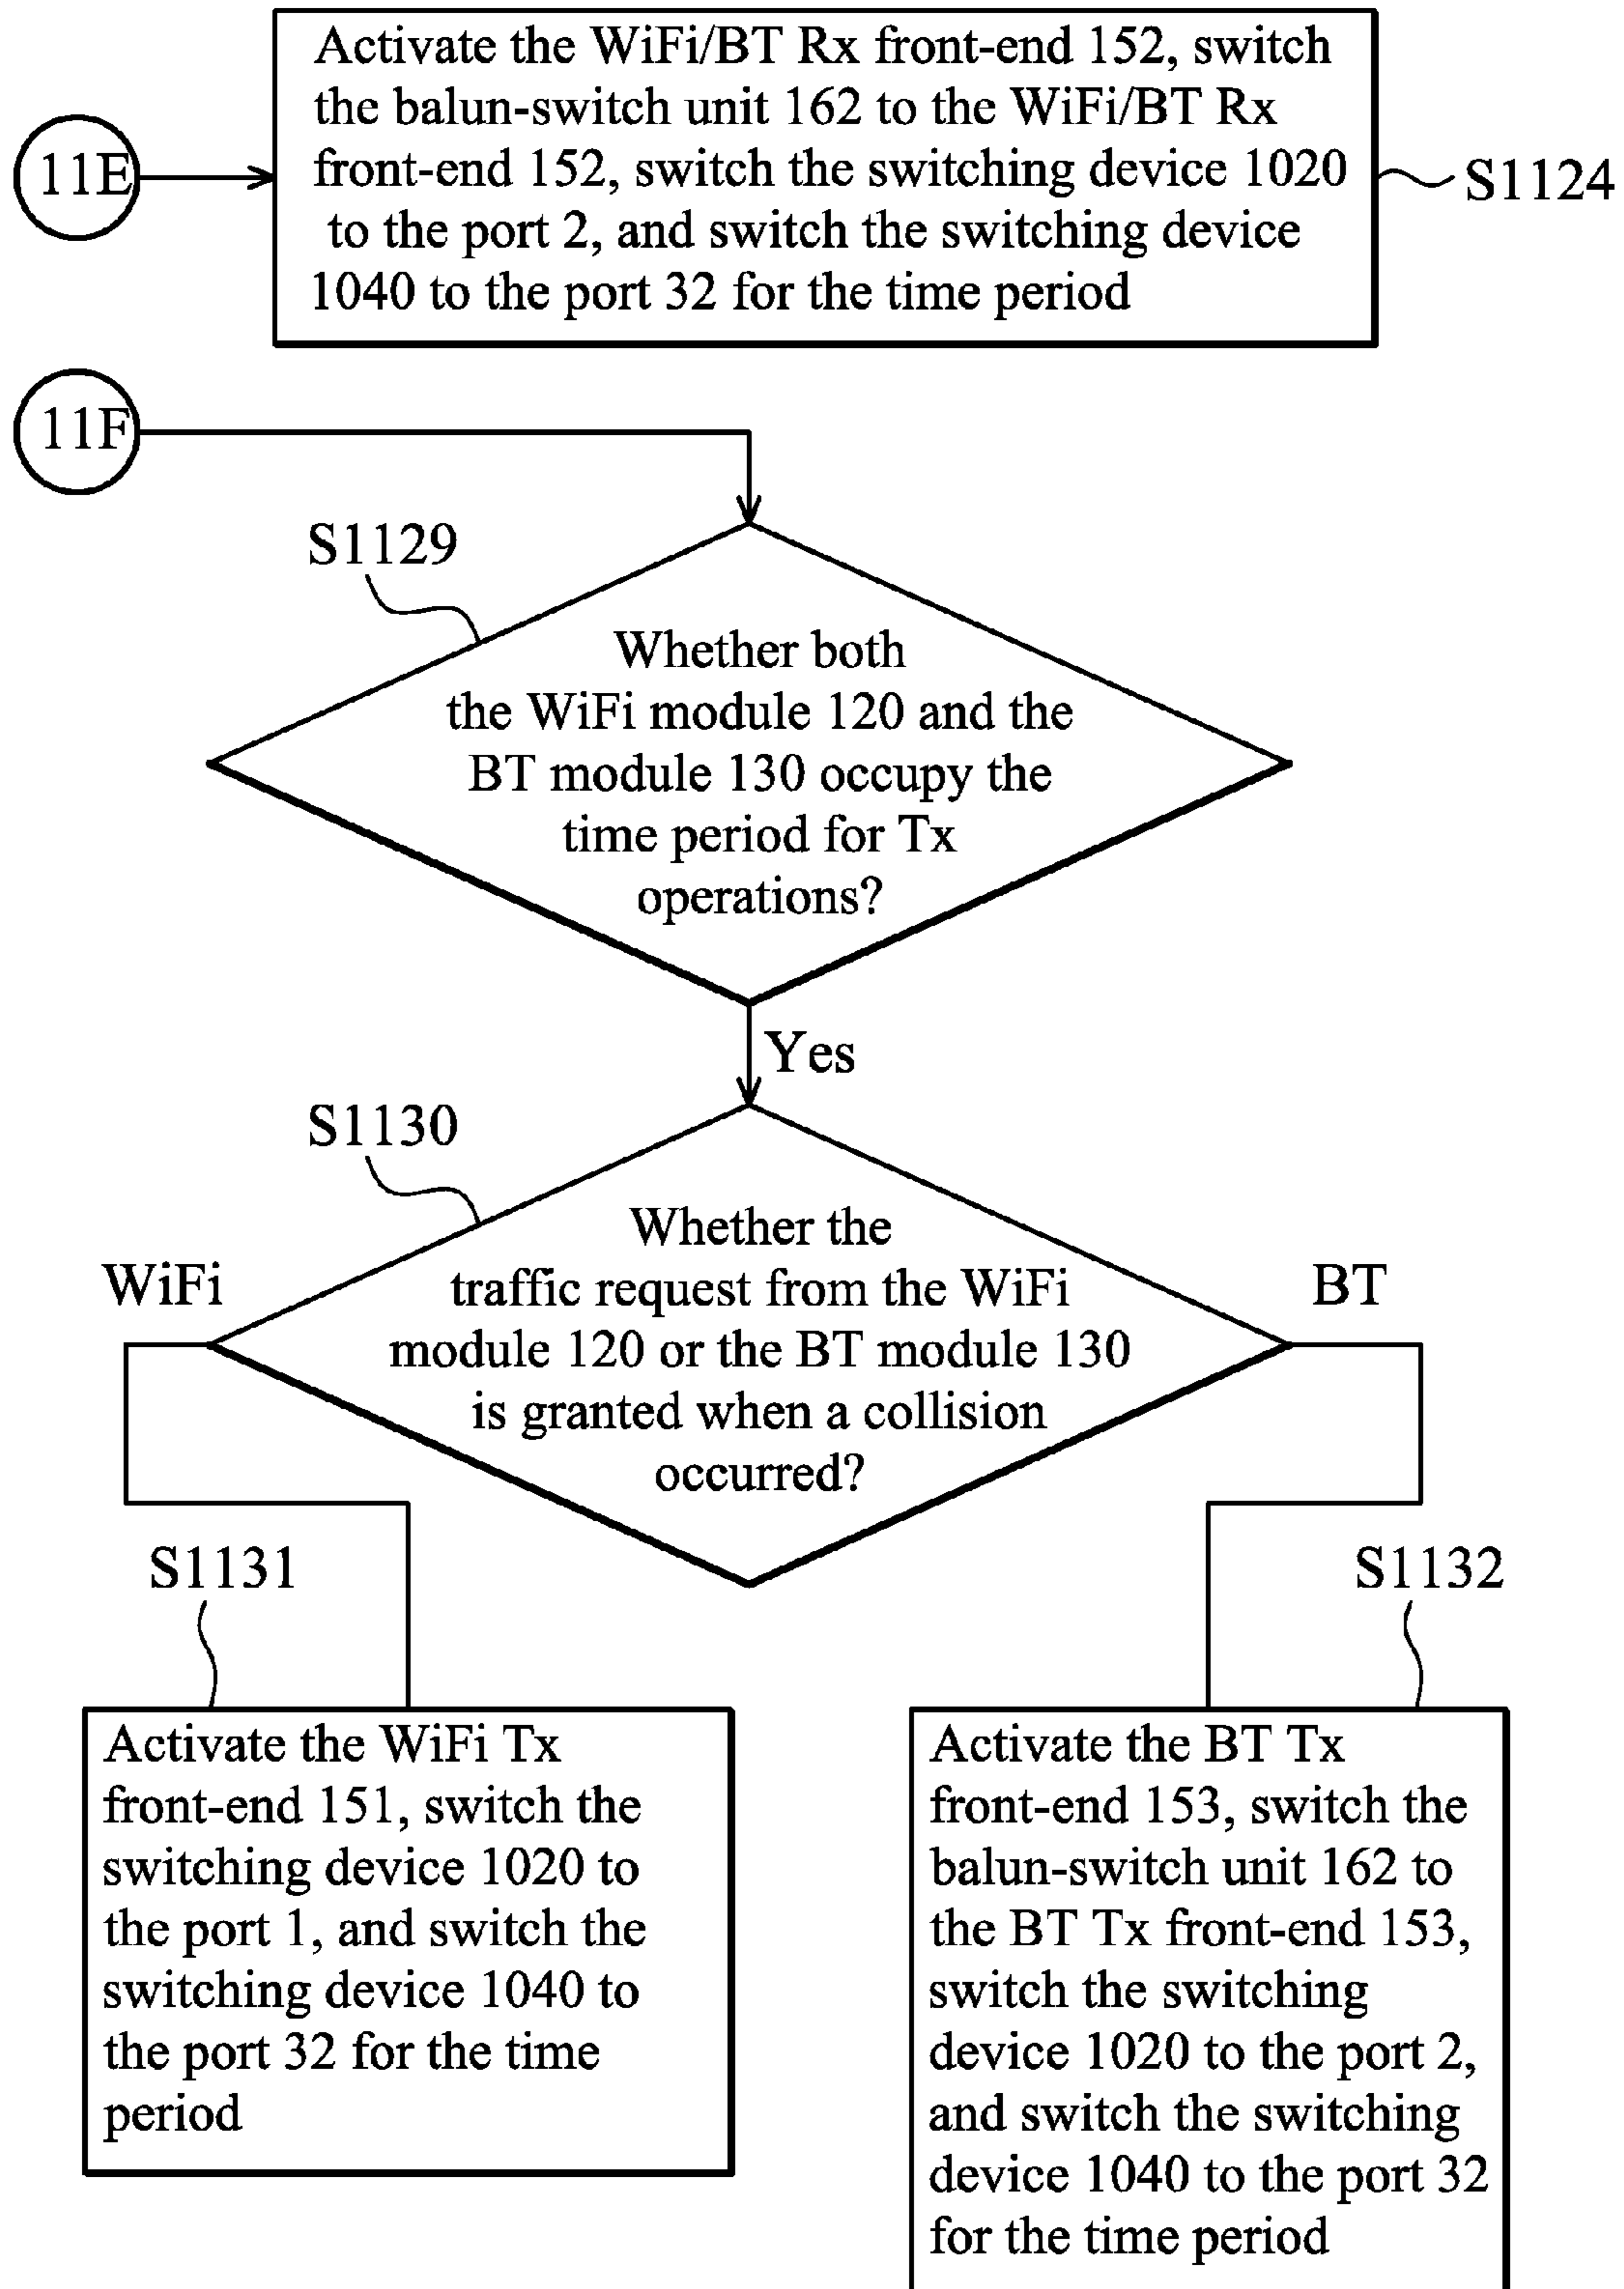 11E
Activate the WiFi/BT Rx front-end 152, switch
the balun-switch unit 162 to the WiFi/BT Rx
front-end 152, switch the switching device 1020
to the port 2, and switch the switching device
1040 to the port 32 for the time period
S1124
11F
S1129
Whether both
the WiFi module 120 and the
BT module 130 occupy the
time period for Tx
operations?
Yes
S1130
Whether the
traffic request from the WiFi
module 120 or the BT module 130
is granted when a collision
occurred?
WiFi
BT
S1131
Activate the WiFi Tx
front-end 151, switch the
switching device 1020 to
the port 1, and switch the
switching device 1040 to
the port 32 for the time
period
S1132
Activate the BT Tx
front-end 153, switch the
balun-switch unit 162 to
the BT Tx front-end 153,
switch the switching
device 1020 to the port 2,
and switch the switching
device 1040 to the port 32
for the time period